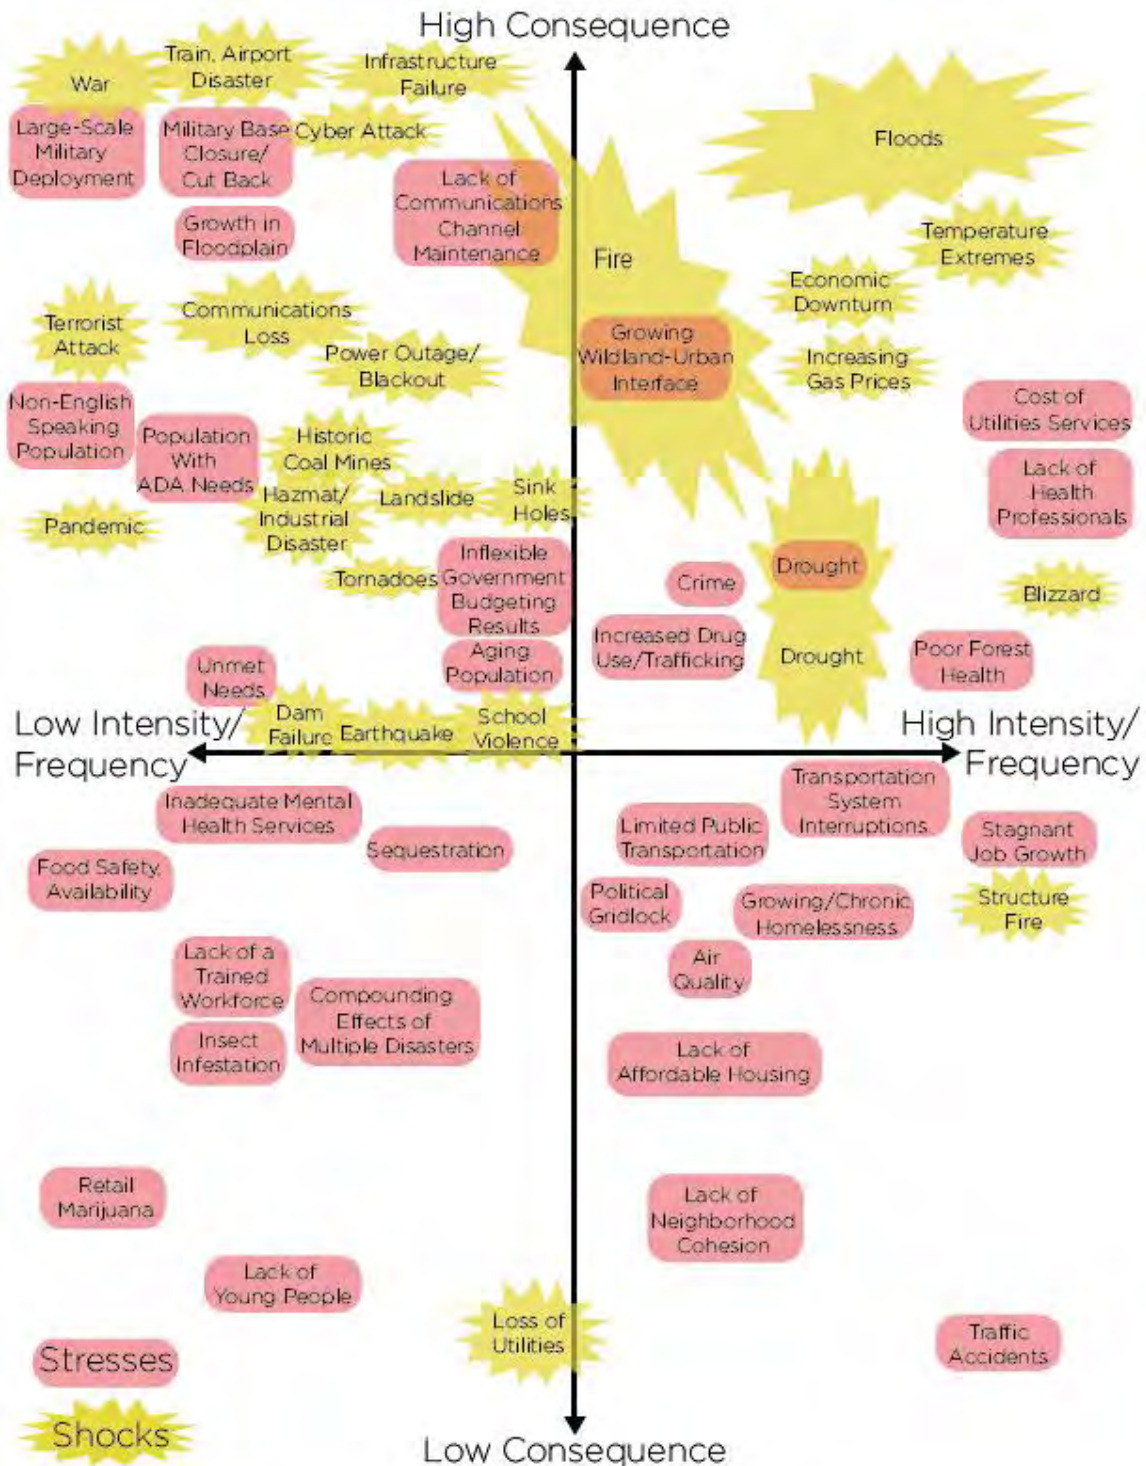 High Consequence
War
Train, Airport
Disaster
Infrastructure
Failure
Large-Scale
Military
Deployment
Military Base
Closure/
Cut Back
Cyber Attack
Floods
Lack of
Communications
Channel
Maintenance
Growth in
Floodplain
Fire
Temperature
Extremes
Economic
Downturn
Terrorist
Attack
Communications
Loss
Power Outage/
Blackout
Growing
Wildland-Urban
Interface
Increasing
Gas Prices
Non-English
Speaking
Population
Population
With
ADA Needs
Historic
Coal Mines
Cost of
Utilities Services
Lack of
Health
Professionals
Pandemic
Hazmat/
Industrial
Disaster
Landslide
Sink
Holes
Tornadoes
Inflexible
Government
Budgeting
Results
Crime
Drought
Blizzard
Aging
Population
Increased Drug
Use/Trafficking
Drought
Poor Forest
Health
Unmet
Needs
Dam
Failure
Earthquake
School
Violence
Low Intensity/
Frequency
High Intensity/
Frequency
Inadequate Mental
Health Services
Sequestration
Transportation
System
Interruptions
Limited Public
Transportation
Stagnant
Job Growth
Food Safety,
Availability
Political
Gridlock
Growing/Chronic
Homelessness
Structure
Fire
Lack of a
Trained
Workforce
Air
Quality
Compounding
Effects of
Multiple Disasters
Insect
Infestation
Lack of
Affordable Housing
Retail
Marijuana
Lack of
Neighborhood
Cohesion
Lack of
Young People
Loss of
Utilities
Traffic
Accidents
Stresses
Shocks
Low Consequence